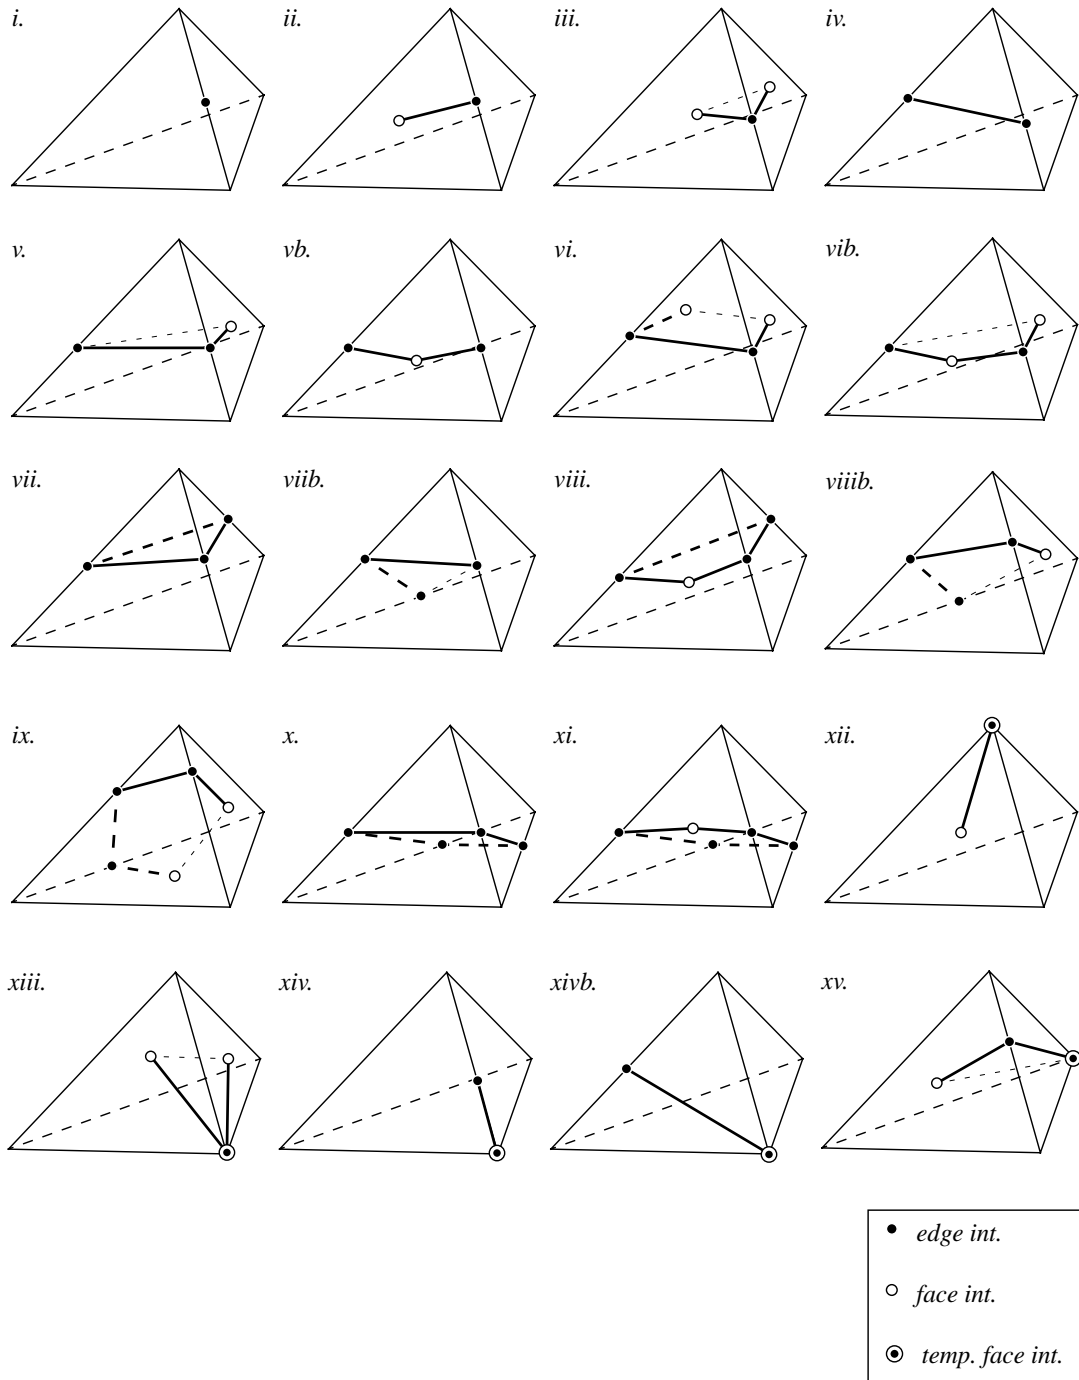 i. ii. iii. iv.
v. vb. vi. vib.
vii. viib. viii. viiib.
ix. x. xi. xii.
xiii. xiv. xivb. xv.
edge int.
face int.
temp. face int.